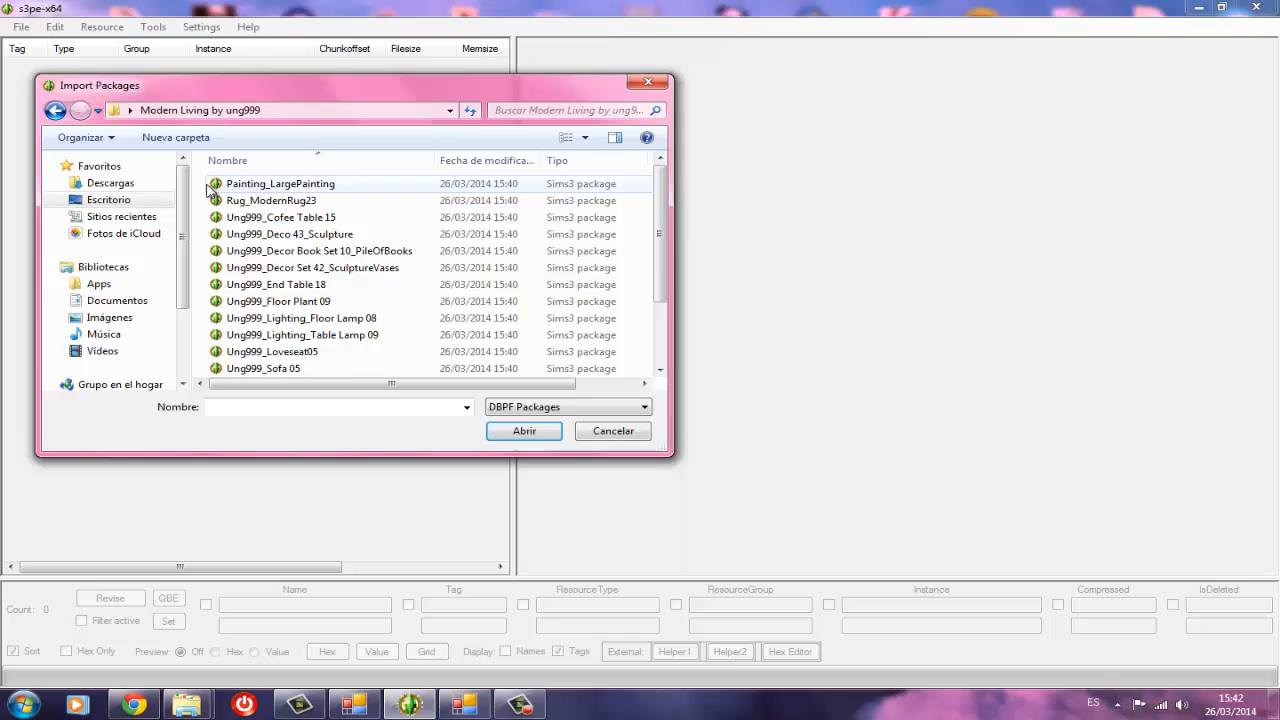 s3pe-x64
File Edit Resource Tools Settings Help
Tag Type Group Instance Chunkoffset Filesize Memsize
Import Packages
Modern Living by ung999 Buscar Modern Living by ung9...
Organizar Nueva carpeta
Favoritos
Descargas
Escritorio
Sitios recientes
Fotos de iCloud
Bibliotecas
Apps
Documentos
Imágenes
Música
Vídeos
Grupo en el hogar
Nombre Fecha de modifica... Tipo
Painting_LargePainting 26/03/2014 15:40 Sims3 package
Rug_ModernRug23 26/03/2014 15:40 Sims3 package
Ung999_Cofee Table 15 26/03/2014 15:40 Sims3 package
Ung999_Deco 43_Sculpture 26/03/2014 15:40 Sims3 package
Ung999_Decor Book Set 10_PileOfBooks 26/03/2014 15:40 Sims3 package
Ung999_Decor Set 42_SculptureVases 26/03/2014 15:40 Sims3 package
Ung999_End Table 18 26/03/2014 15:40 Sims3 package
Ung999_Floor Plant 09 26/03/2014 15:40 Sims3 package
Ung999_Lighting_Floor Lamp 08 26/03/2014 15:40 Sims3 package
Ung999_Lighting_Table Lamp 09 26/03/2014 15:40 Sims3 package
Ung999_Loveseat05 26/03/2014 15:40 Sims3 package
Ung999_Sofa 05 26/03/2014 15:40 Sims3 package
Nombre: DBPF Packages
Abrir Cancelar
Name Tag ResourceType ResourceGroup Instance Compressed IsDeleted
Count: 0 Revise QBE
Filter active Set
Sort Hex Only Preview: Off Hex Value Hex Value Grid Display: Names Tags External: Helper1 Helper2 Hex Editor
ES 15:42
26/03/2014